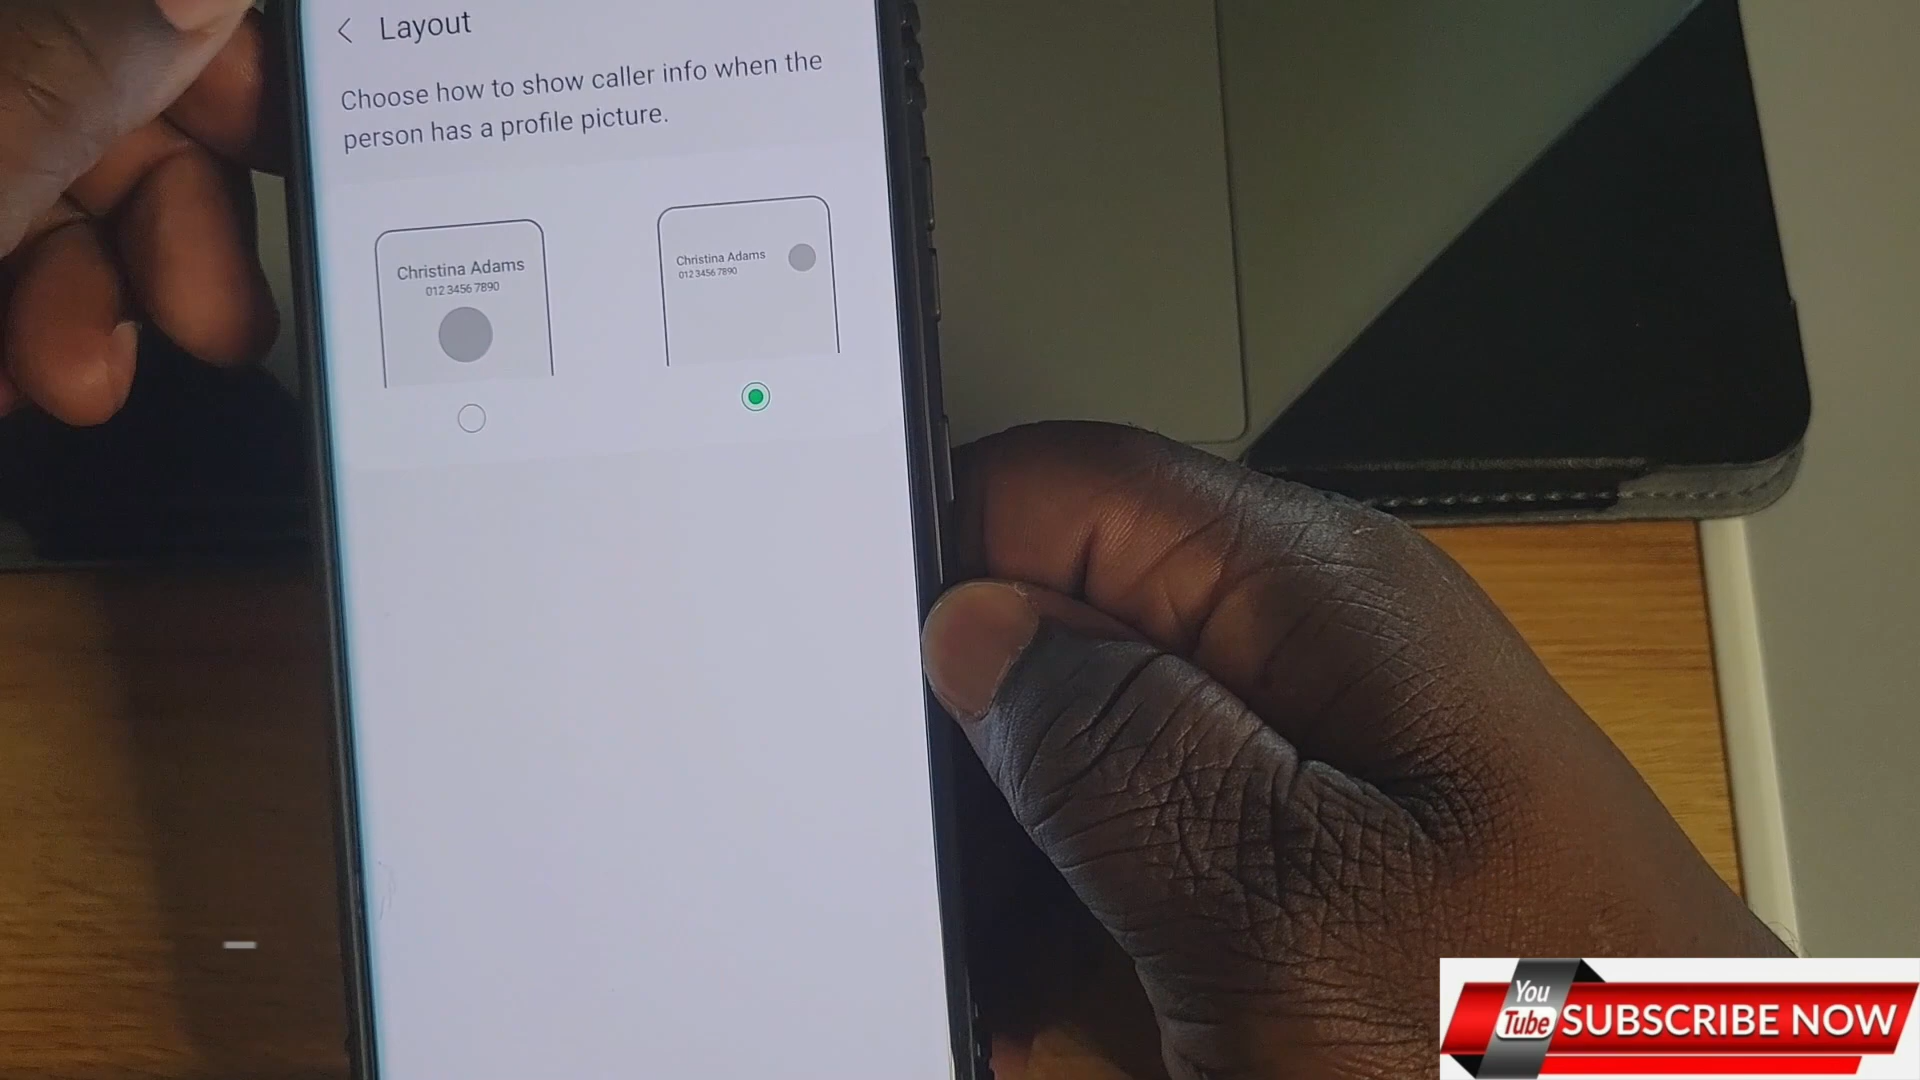 Layout
Choose how to show caller info when the
person has a profile picture.
Christina Adams
012 3456 7890
Christina Adams
012 3456 7890
You
Tube
SUBSCRIBE NOW